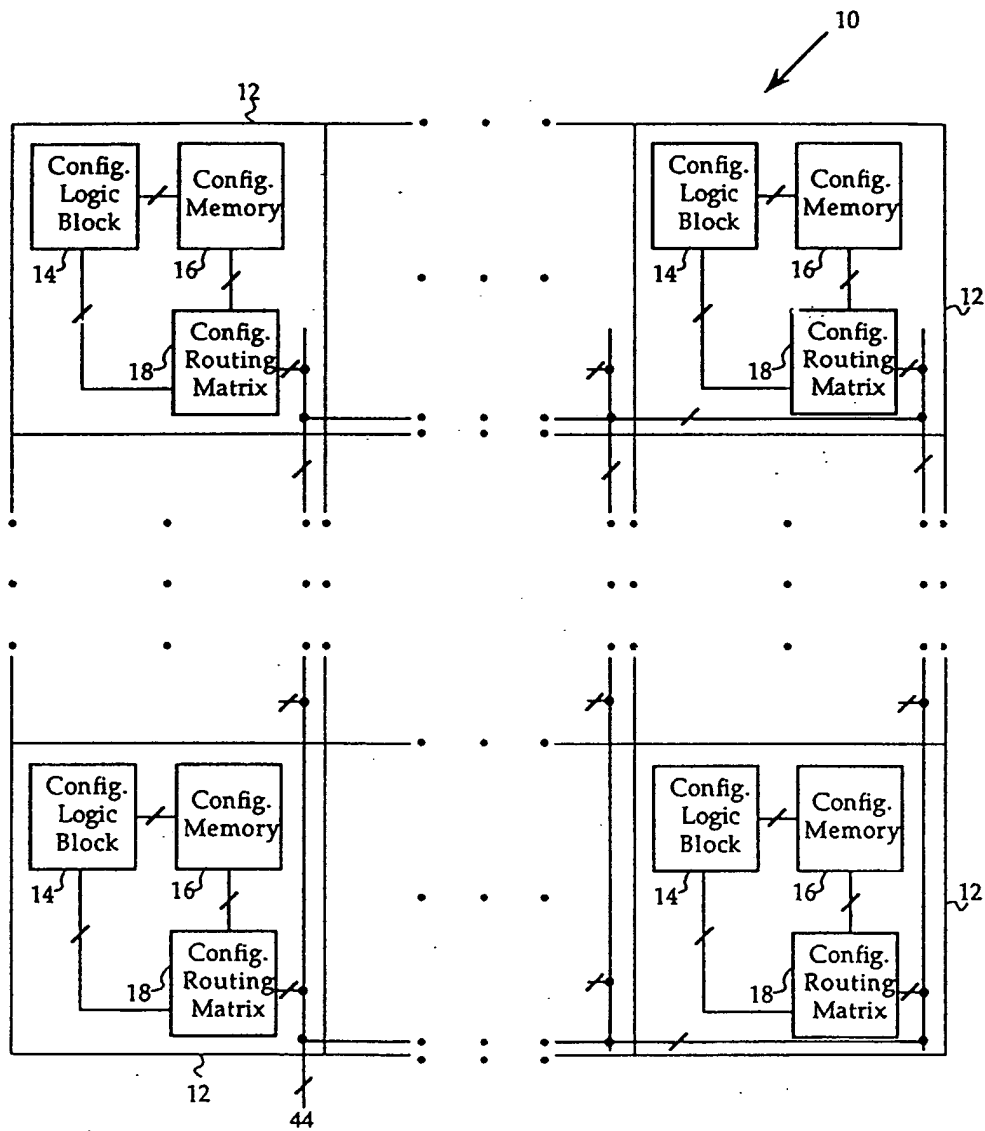 10
12
Config.
Logic
Block
Config.
Memory
14
16
Config.
Routing
Matrix
18
Config.
Logic
Block
Config.
Memory
14
16
12
Config.
Routing
Matrix
18
Config.
Logic
Block
Config.
Memory
14
16
Config.
Routing
Matrix
18
12
44
Config.
Logic
Block
Config.
Memory
14
16
12
Config.
Routing
Matrix
18